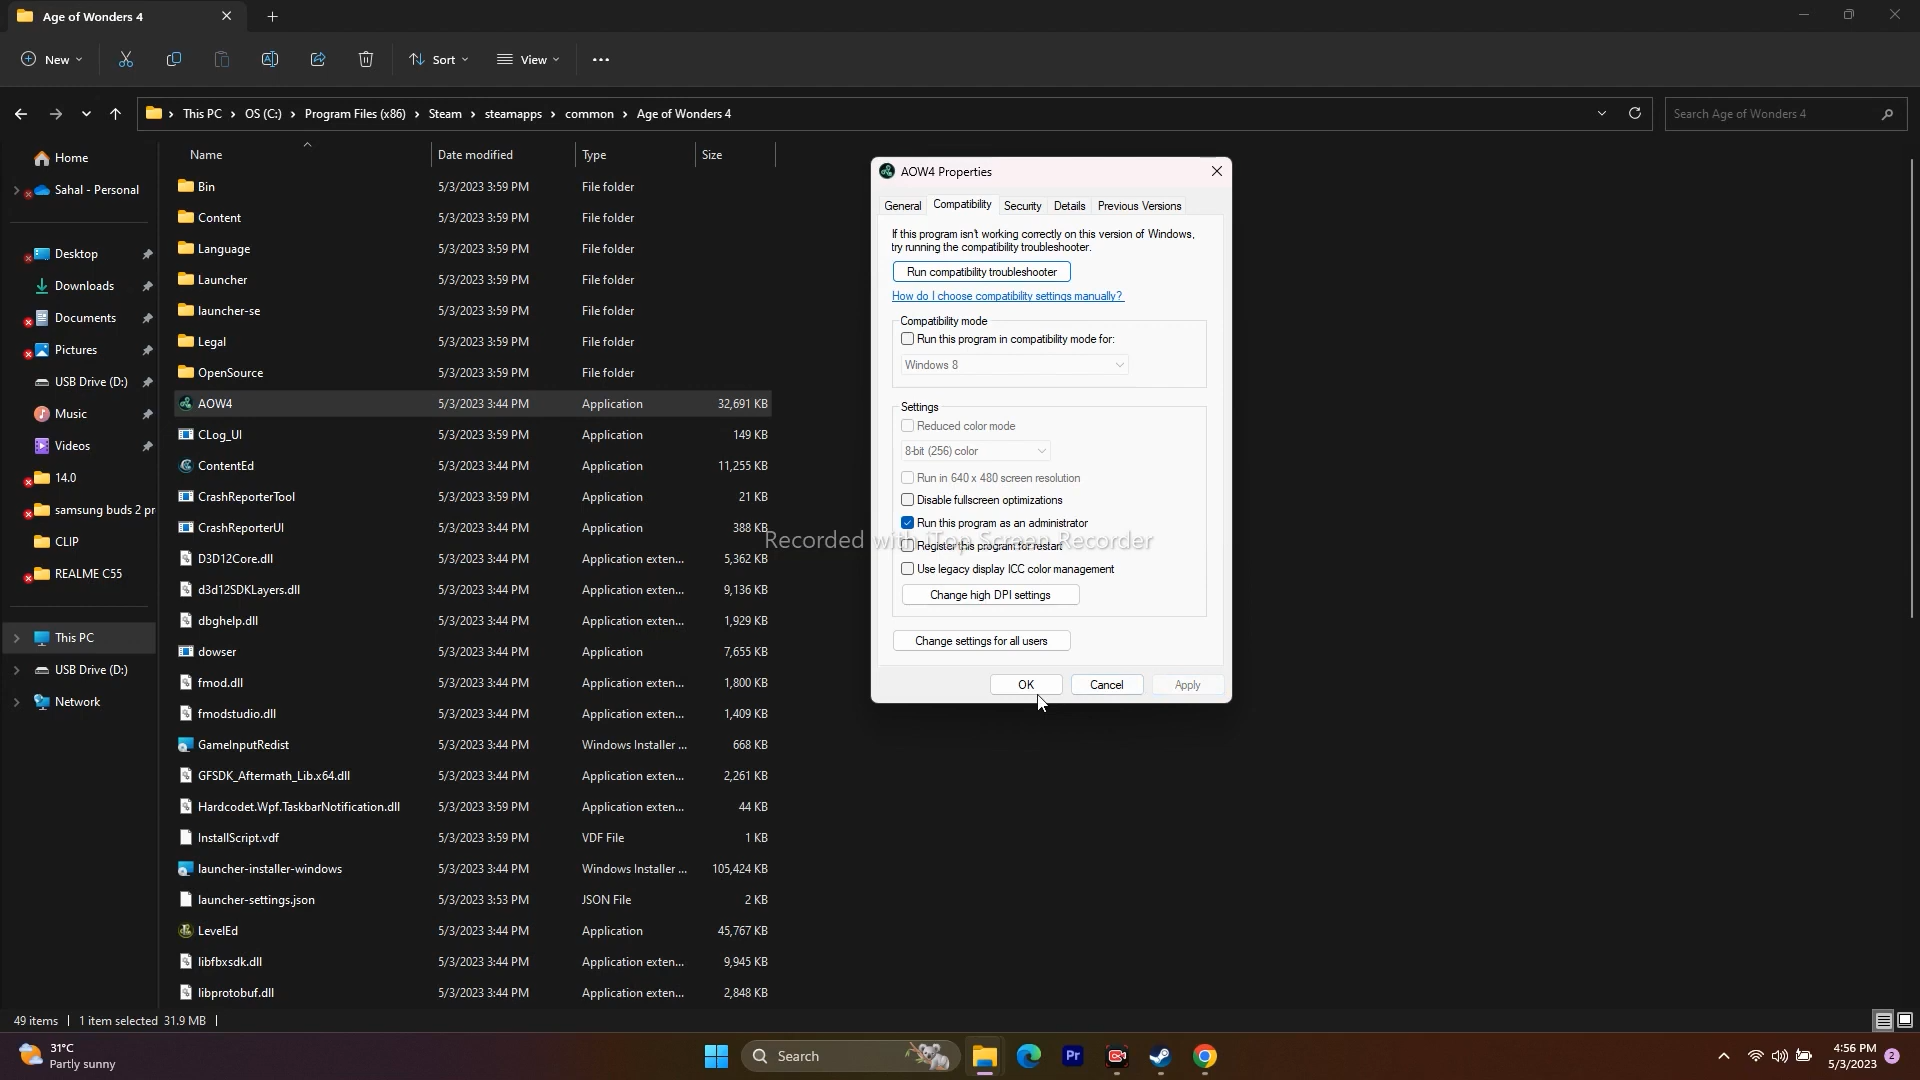 Age of Wonders 4
New
Sort
View
This PC
OS (C:)
Program Files (x86)
Steam
steamapps
common
Age of Wonders 4
Search Age of Wonders 4
Home
Sahal - Personal
Desktop
Downloads
Documents
Pictures
USB Drive (D:)
Music
Videos
14.0
samsung buds 2 pr
CLIP
REALME C55
This PC
USB Drive (D:)
Network
Name Date modified Type Size
Bin 5/3/2023 3:59 PM File folder
Content 5/3/2023 3:59 PM File folder
Language 5/3/2023 3:59 PM File folder
Launcher 5/3/2023 3:59 PM File folder
launcher-se 5/3/2023 3:59 PM File folder
Legal 5/3/2023 3:59 PM File folder
OpenSource 5/3/2023 3:59 PM File folder
AOW4 5/3/2023 3:44 PM Application 32,691 KB
CLog_UI 5/3/2023 3:59 PM Application 149 KB
ContentEd 5/3/2023 3:44 PM Application 11,255 KB
CrashReporterTool 5/3/2023 3:59 PM Application 21 KB
CrashReporterUI 5/3/2023 3:44 PM Application 388 KB
D3D12Core.dll 5/3/2023 3:44 PM Application exten... 5,362 KB
d3d12SDKLayers.dll 5/3/2023 3:44 PM Application exten... 9,136 KB
dbghelp.dll 5/3/2023 3:44 PM Application exten... 1,929 KB
dowser 5/3/2023 3:44 PM Application 7,655 KB
fmod.dll 5/3/2023 3:44 PM Application exten... 1,800 KB
fmodstudio.dll 5/3/2023 3:44 PM Application exten... 1,409 KB
GameInputRedist 5/3/2023 3:44 PM Windows Installer ... 668 KB
GFSDK_Aftermath_Lib.x64.dll 5/3/2023 3:44 PM Application exten... 2,261 KB
Hardcodet.Wpf.TaskbarNotification.dll 5/3/2023 3:59 PM Application exten... 44 KB
InstallScript.vdf 5/3/2023 3:59 PM VDF File 1 KB
launcher-installer-windows 5/3/2023 3:44 PM Windows Installer ... 105,424 KB
launcher-settings.json 5/3/2023 3:53 PM JSON File 2 KB
LevelEd 5/3/2023 3:44 PM Application 45,767 KB
libfbxsdk.dll 5/3/2023 3:44 PM Application exten... 9,945 KB
libprotobuf.dll 5/3/2023 3:44 PM Application exten... 2,848 KB
AOW4 Properties
General Compatibility Security Details Previous Versions
If this program isn't working correctly on this version of Windows,
try running the compatibility troubleshooter.
Run compatibility troubleshooter
How do I choose compatibility settings manually?
Compatibility mode
Run this program in compatibility mode for:
Windows 8
Settings
Reduced color mode
8-bit (256) color
Run in 640 x 480 screen resolution
Disable fullscreen optimizations
Run this program as an administrator
Recorded with iTop Screen Recorder
Register this program for restart
Use legacy display ICC color management
Change high DPI settings
Change settings for all users
OK Cancel Apply
49 items 1 item selected 31.9 MB
31°C
Partly sunny
Search
Pr
4:56 PM
5/3/2023
2